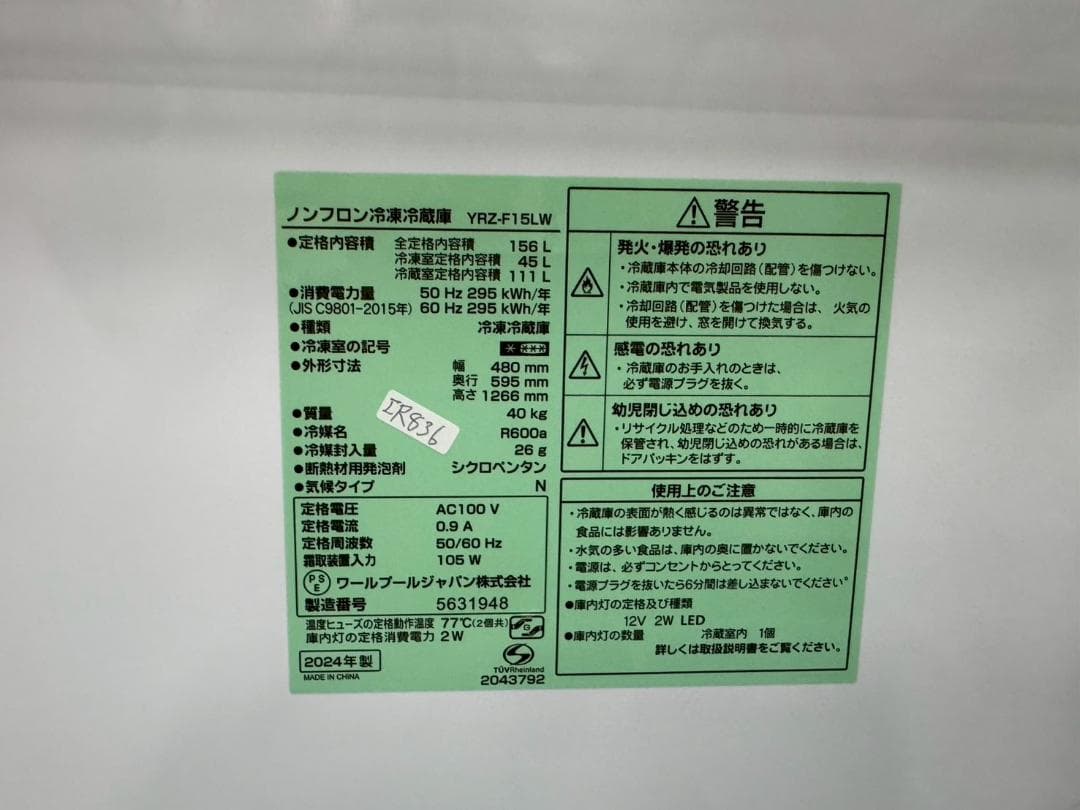 ノンフロン冷凍冷蔵庫 YRZ-F15LW
●定格内容積 全定格内容積 156 L
冷凍室定格内容積 45 L
冷蔵室定格内容積 111 L
●消費電力量 50 Hz 295 kWh/年
(JIS C9801-2015年) 60 Hz 295 kWh/年
●種類 冷凍冷蔵庫
●冷凍室の記号
●外形寸法 幅 480 mm
奥行 595 mm
高さ 1266 mm
●質量 40 kg
●冷媒名 R600a
●冷媒封入量 26 g
●断熱材用発泡剤 シクロペンタン
●気候タイプ N
IR836
定格電圧 AC100 V
定格電流 0.9 A
定格周波数 50/60 Hz
霜取装置入力 105 W
PSE ワールプールジャパン株式会社
製造番号 5631948
温度ヒューズの定格動作温度 77℃(2個共)
庫内灯の定格消費電力 2W
2024年製
MADE IN CHINA
TÜVRheinland
2043792
警告
発火・爆発の恐れあり
・冷蔵庫本体の冷却回路（配管）を傷つけない。
・冷蔵庫内で電気製品を使用しない。
・冷却回路（配管）を傷つけた場合は、火気の
使用を避け、窓を開けて換気する。
感電の恐れあり
・冷蔵庫のお手入れのときは、
必ず電源プラグを抜く。
幼児閉じ込めの恐れあり
・リサイクル処理などのため一時的に冷蔵庫を
保管され、幼児閉じ込めの恐れがある場合は、
ドアパッキンをはずす。
使用上のご注意
・冷蔵庫の表面が熱く感じるのは異常ではなく、庫内の
食品には影響ありません。
・水気の多い食品は、庫内の奥に置かないでください。
・電源は、必ずコンセントからとってください。
・電源プラグを抜いたら6分間は差し込まないでください。
●庫内灯の定格及び種類
12V 2W LED
●庫内灯の数量 冷蔵室内 1個
詳しくは取扱説明書をご覧ください。